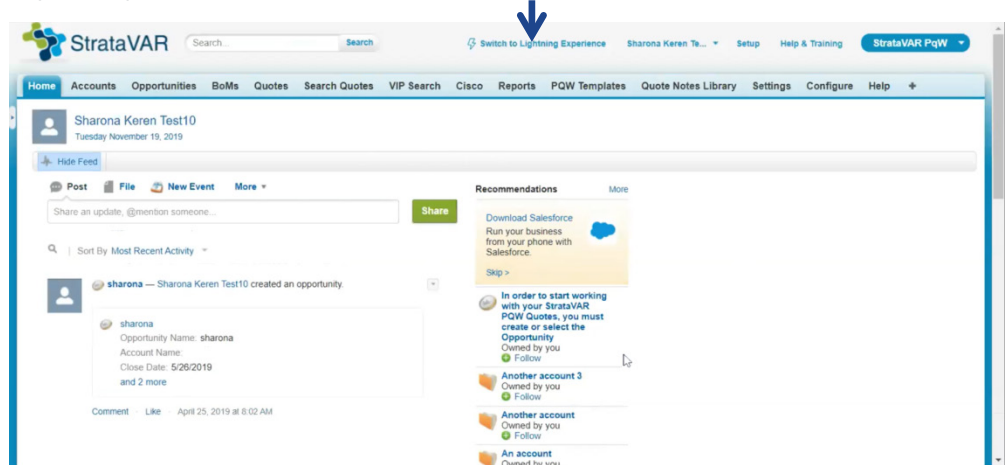 StrataVAR
Search...
Search
Switch to Lightning Experience
Sharona Keren Te...
Setup
Help & Training
StrataVAR PqW
Home Accounts Opportunities BoMs Quotes Search Quotes VIP Search Cisco Reports PQW Templates Quote Notes Library Settings Configure Help +
Sharona Keren Test10
Tuesday November 19, 2019
Hide Feed
Post File New Event More
Share an update, @mention someone...
Share
Sort By Most Recent Activity
sharona — Sharona Keren Test10 created an opportunity.
sharona
Opportunity Name: sharona
Account Name:
Close Date: 5/26/2019
and 2 more
Comment · Like · April 25, 2019 at 8:02 AM
Recommendations More
Download Salesforce
Run your business
from your phone with
Salesforce.
Skip >
In order to start working
with your StrataVAR
PQW Quotes, you must
create or select the
Opportunity
Owned by you
Follow
Another account 3
Owned by you
Follow
Another account
Owned by you
Follow
An account
Owned by you